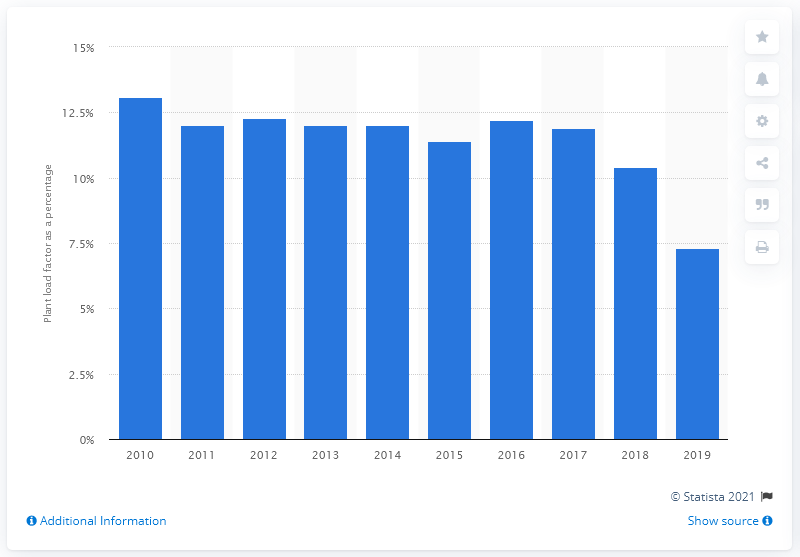 Plant load factor as a percentage
15%
12.5%
10%
7.5%
5%
2.5%
0%
2010 2011 2012 2013 2014 2015 2016 2017 2018 2019
© Statista 2021
Additional Information Show source